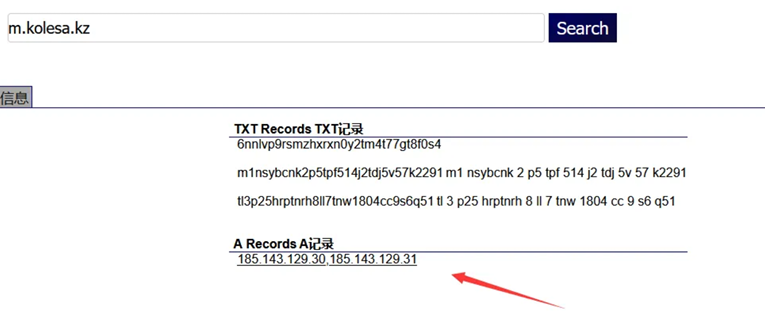 m.kolesa.kz
Search
信息
TXT Records TXT记录
6nnlvp9rsmzhxrxn0y2tm4t77gt8f0s4
m1nsybcnk2p5tpf514j2tdj5v57k2291 m1 nsybcnk 2 p5 tpf 514 j2 tdj 5v 57 k2291
tl3p25hrptnrh8ll7tnw1804cc9s6q51 tl 3 p25 hrptnrh 8 ll 7 tnw 1804 cc 9 s6 q51
A Records A记录
185.143.129.30,185.143.129.31